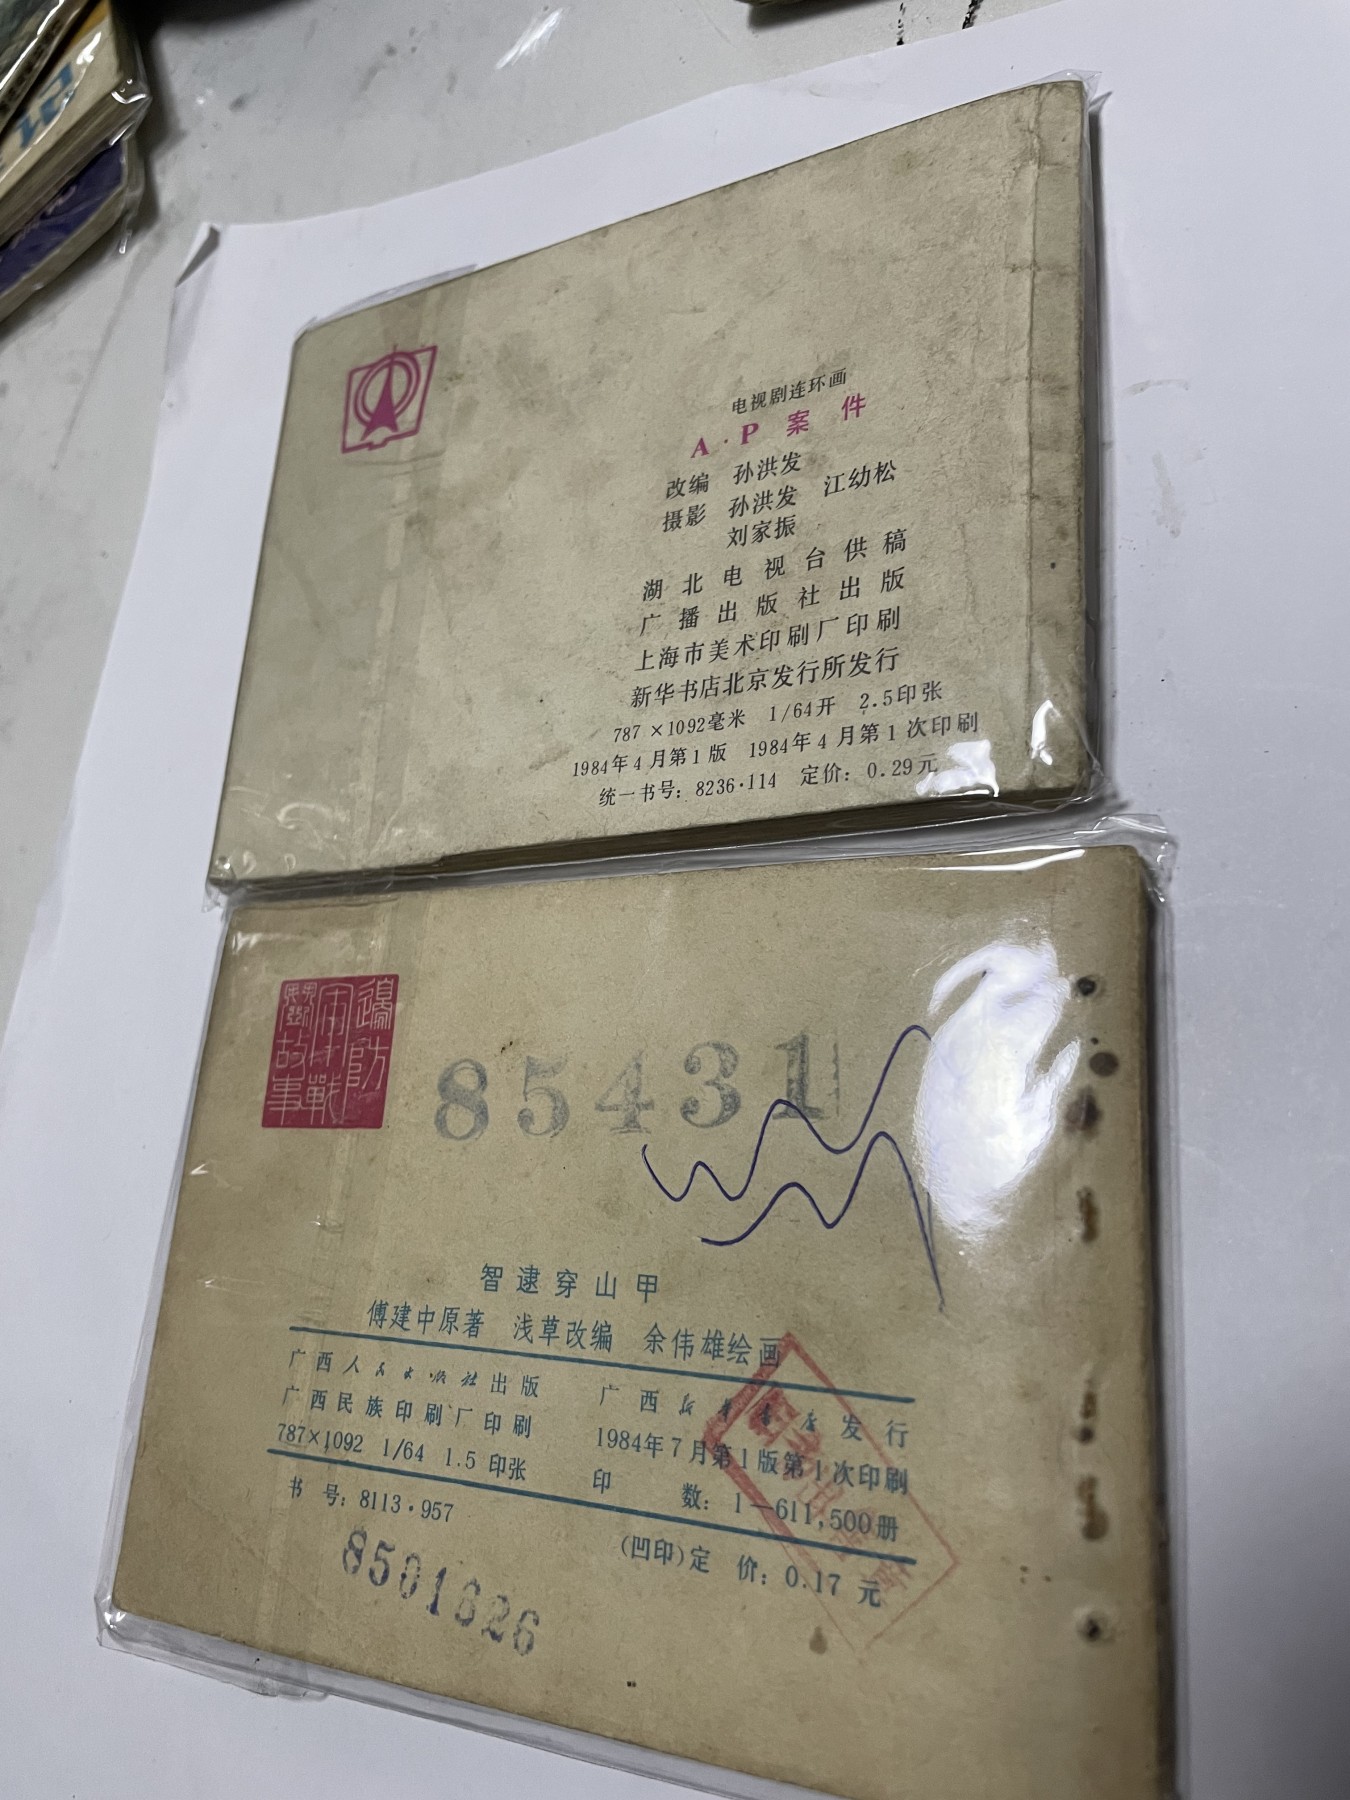 电视剧连环画
A·P案件
改编 孙洪发
摄影 孙洪发 江幼松
刘家振
湖北电视台供稿
广播出版社出版
上海市美术印刷厂印刷
新华书店北京发行所发行
787×1092毫米 1/64开 2.5印张
1984年4月第1版 1984年4月第1次印刷
统一书号：8236·114 定价：0.29元
邊防
軍戰
故事
85431
智逮穿山甲
傅建中原著 浅草改编 余伟雄绘画
广西人民出版社出版 广西新华书店发行
广西民族印刷厂印刷 1984年7月第1版第1次印刷
787×1092 1/64 1.5印张 印数：1—611,500册
书号：8113·957 (凹印)定价：0.17元
8501626